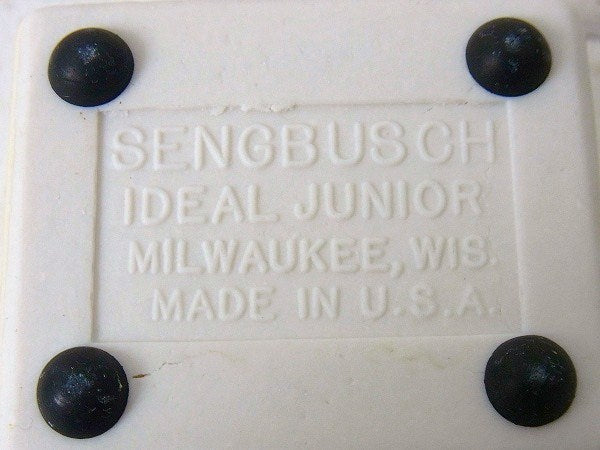 SENGBUSCH
IDEAL JUNIOR
MILWAUKEE, WIS.
MADE IN U.S.A.